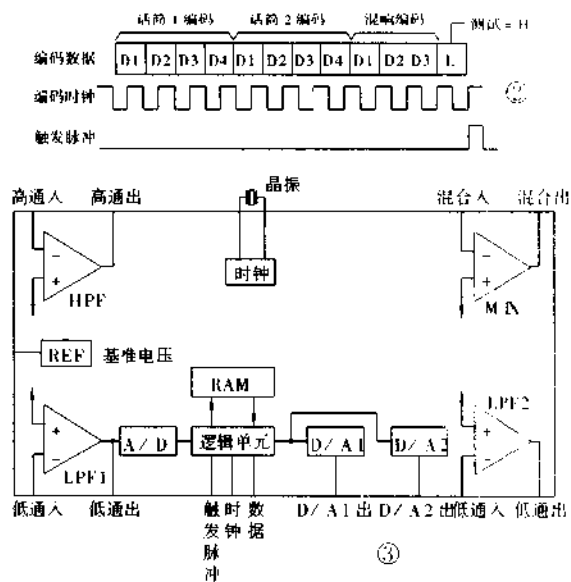 话筒1编码 话筒2编码 混响编码 测试=H
编码数据 D1 D2 D3 D4 D1 D2 D3 D4 D1 D2 D3 L
编码时钟 ②
触发脉冲
晶振
高通入 高通出 混合入 混合出
时钟
− −
+ +
HPF MIX
REF 基准电压
RAM
LPF2
+ A/D 逻辑单元 D/A1 D/A2 +
− −
LPF1
低通入 低通出 触发脉冲 时钟 数据 D/A1出 D/A2出 低通入 低通出
③